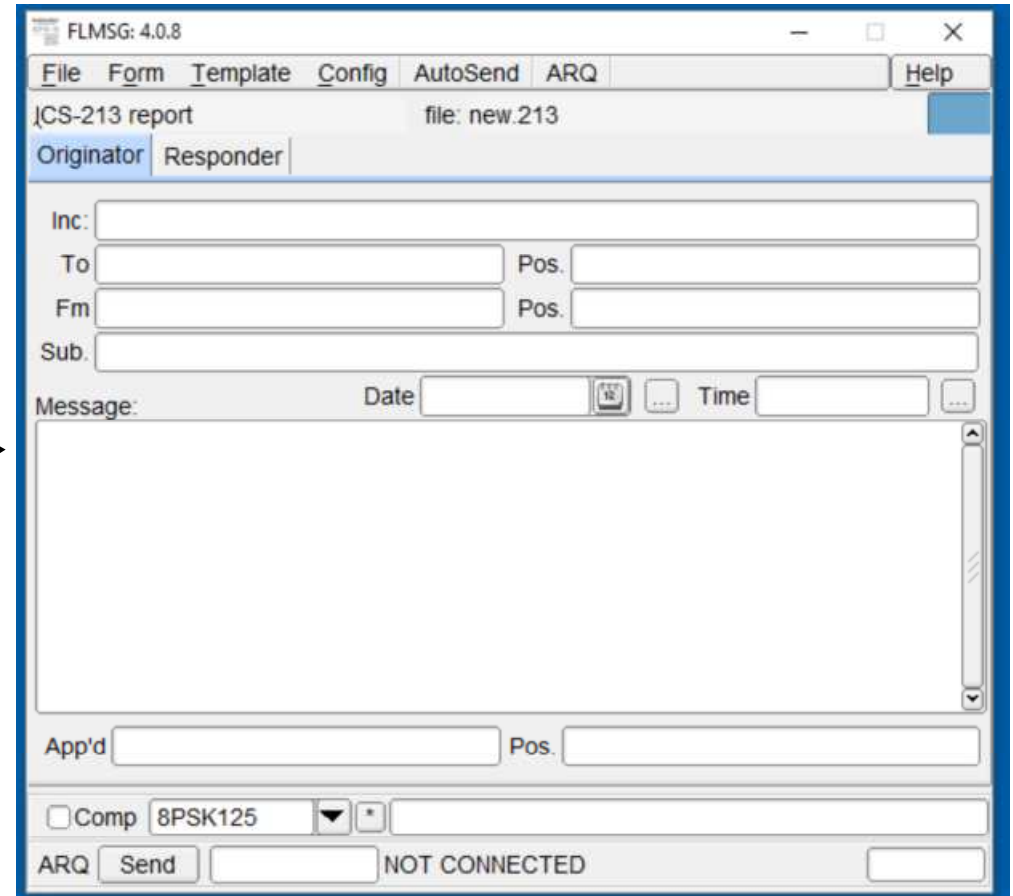 FLMSG: 4.0.8
File Form Template Config AutoSend ARQ Help
ICS-213 report file: new.213
Originator Responder
Inc:
To Pos.
Fm Pos.
Sub.
Message: Date 12 ... Time ...
App'd Pos.
Comp 8PSK125 *
ARQ Send NOT CONNECTED